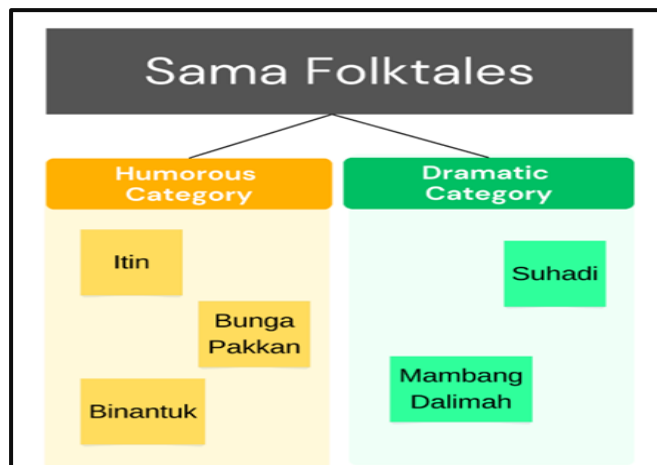 Sama Folktales
Humorous
Category
Dramatic
Category
Itin
Bunga
Pakkan
Binantuk
Suhadi
Mambang
Dalimah